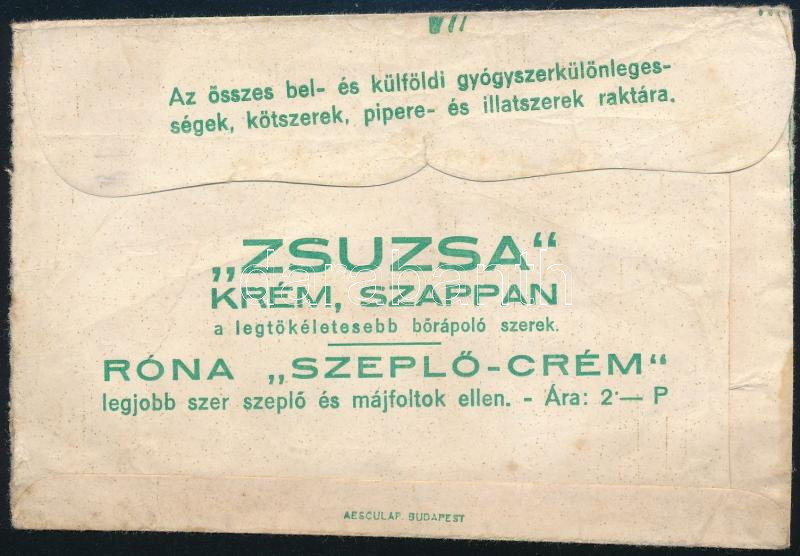 Az összes bel- és külföldi gyógyszerkülönleges-
ségek, kötszerek, pipere- és illatszerek raktára.
„ZSUZSA“
KRÉM, SZAPPAN
a legtökéletesebb bőrápoló szerek.
RÓNA „SZEPLŐ-CRÉM“
legjobb szer szeplő és májfoltok ellen. - Ára: 2·— P
AESCULAP. BUDAPEST
darabanth